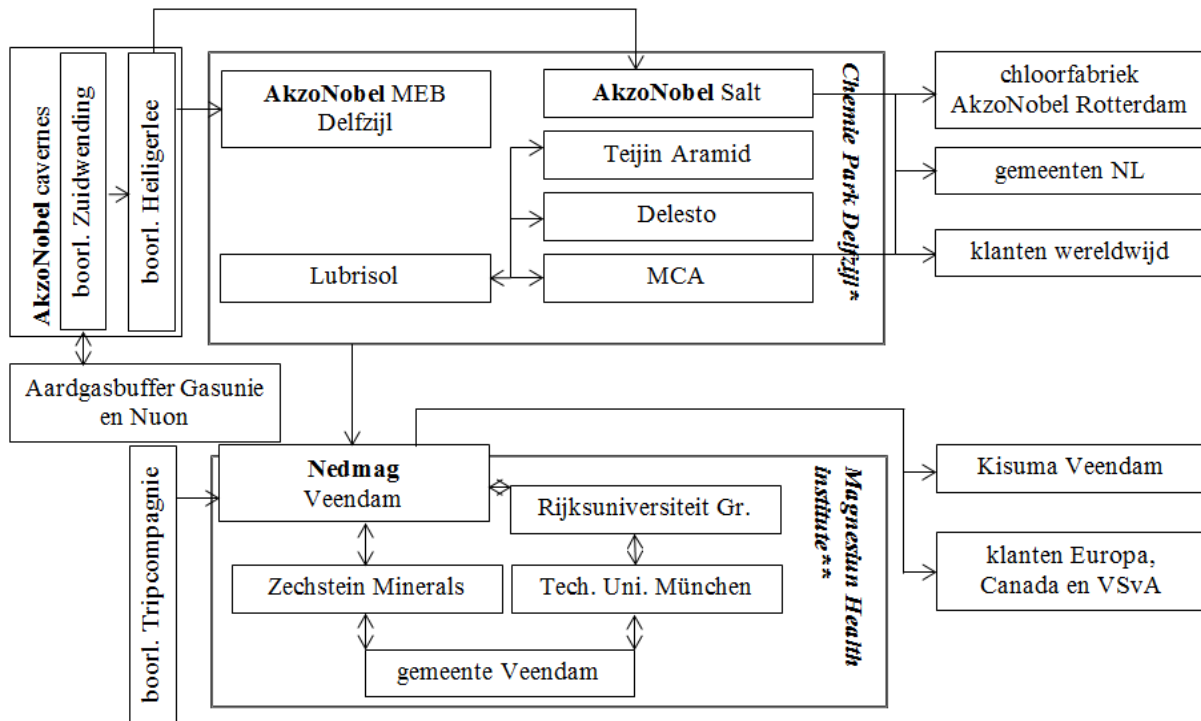 AkzoNobel cavernes
boorl. Zuidwending
boorl. Heiligerlee
AkzoNobel MEB
Delfzijl
AkzoNobel Salt
Teijin Aramid
Delesto
Lubrisol
MCA
Chemie Park Delfzijl*
chloorfabriek
AkzoNobel Rotterdam
gemeenten NL
klanten wereldwijd
Aardgasbuffer Gasunie
en Nuon
boorl. Tripcompagnie
Nedmag
Veendam
Rijksuniversiteit Gr.
Zechstein Minerals
Tech. Uni. München
gemeente Veendam
Magnesiun Health
institute**
Kisuma Veendam
klanten Europa,
Canada en VSvA